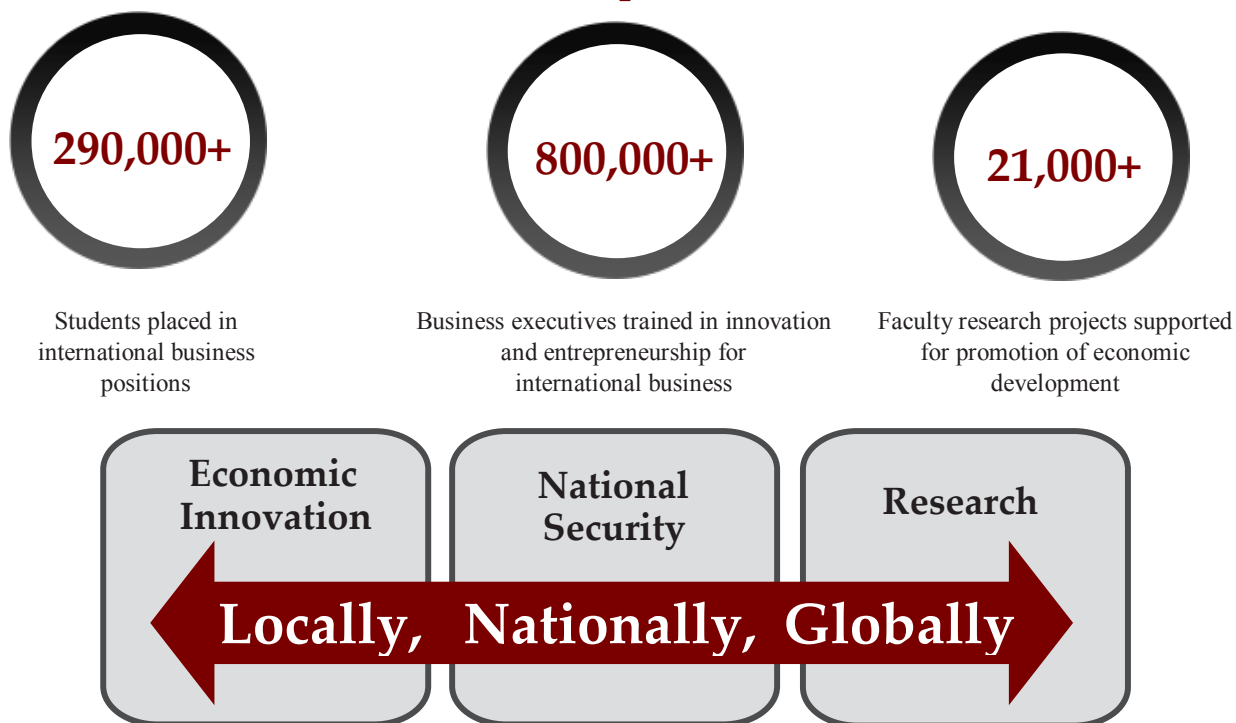 290,000+
800,000+
21,000+
Students placed in
international business
positions
Business executives trained in innovation
and entrepreneurship for
international business
Faculty research projects supported
for promotion of economic
development
Economic
Innovation
National
Security
Research
Locally, Nationally, Globally